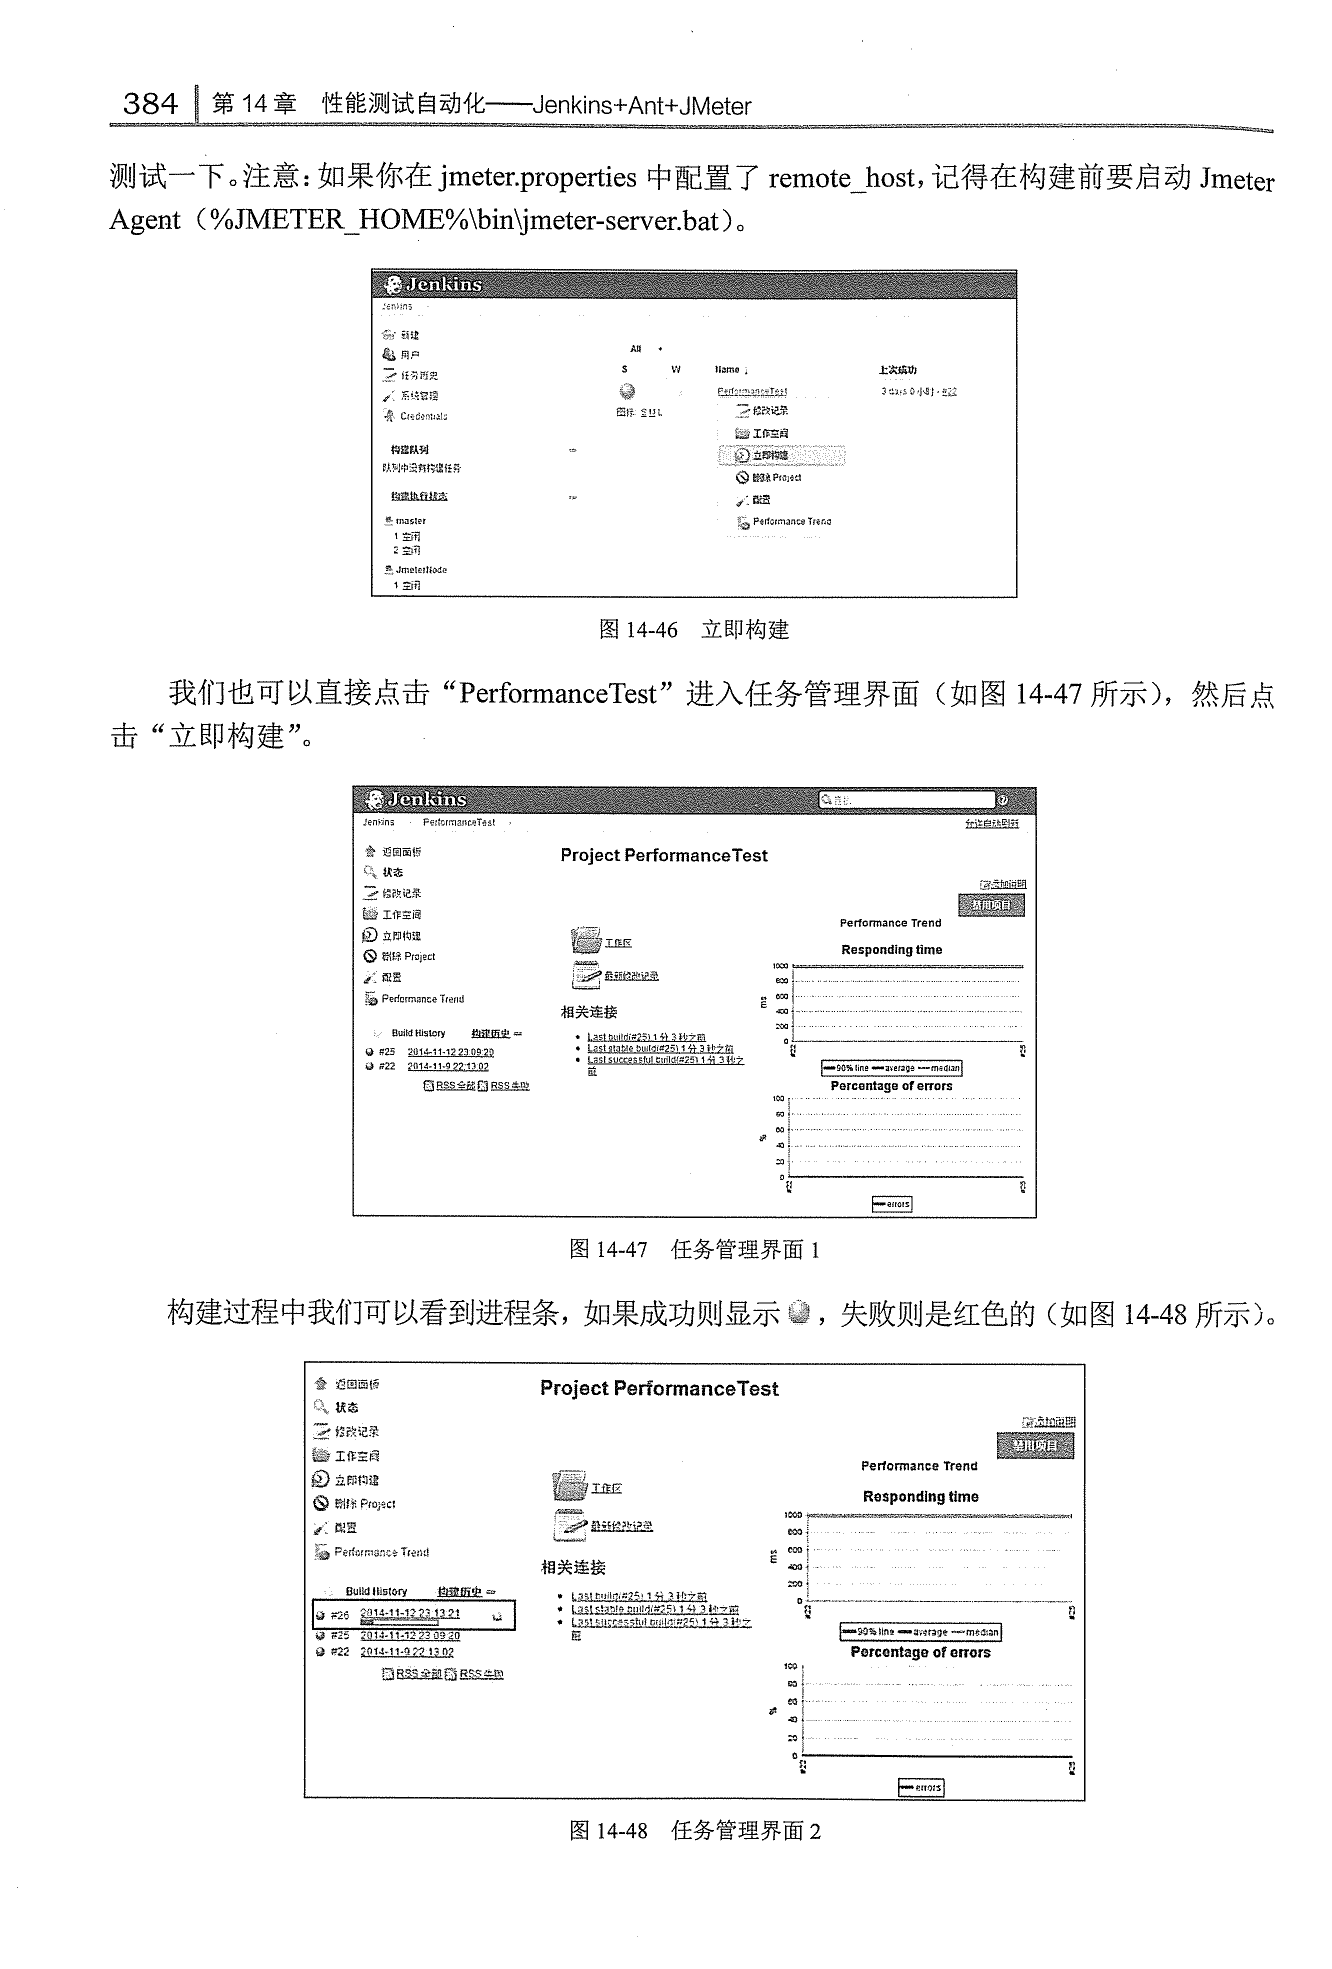 384 第14章 性能测试自动化——Jenkins+Ant+JMeter
测试一下。注意：如果你在 jmeter.properties 中配置了 remote_host，记得在构建前要启动 Jmeter
Agent（%JMETER_HOME%\bin\jmeter-server.bat）。
Jenkins
Jenkins
新建
用户
任务历史
系统管理
Credentials
构建队列
队列中没有构建任务
构建执行状态
master
1 空闲
2 空闲
JmeterNode
1 空闲
All +
S W Name ↓ 上次成功
PerformanceTest 3 days 0 小时 - #22
图标: S M L
修改记录
工作空间
立即构建
删除 Project
配置
Performance Trend
图 14-46 立即构建
我们也可以直接点击“PerformanceTest”进入任务管理界面（如图 14-47 所示），然后点
击“立即构建”。
Jenkins
Jenkins PerformanceTest
允许自动刷新
返回面板
状态
修改记录
工作空间
立即构建
删除 Project
配置
Performance Trend
Build History 构建历史
#25 2014-11-12 23:09:20
#22 2014-11-9 22:13:02
RSS 全部 RSS 失败
Project PerformanceTest
工作区
最新修改记录
相关连接
Last build(#25),1 分 3 秒之前
Last stable build(#25),1 分 3 秒之前
Last successful build(#25),1 分 3 秒之
前
添加说明
禁用项目
Performance Trend
Responding time
1000
800
600
400
200
0
ms
90% line average median
Percentage of errors
100
80
60
40
20
0
%
errors
图 14-47 任务管理界面 1
构建过程中我们可以看到进程条，如果成功则显示 ，失败则是红色的（如图 14-48 所示）。
返回面板
状态
修改记录
工作空间
立即构建
删除 Project
配置
Performance Trend
Build History 构建历史
#26 2014-11-12 23:13:21
#25 2014-11-12 23:09:20
#22 2014-11-9 22:13:02
RSS 全部 RSS 失败
Project PerformanceTest
工作区
最新修改记录
相关连接
Last build(#25),1 分 3 秒之前
Last stable build(#25),1 分 3 秒之前
Last successful build(#25),1 分 3 秒之
前
添加说明
禁用项目
Performance Trend
Responding time
1000
800
600
400
200
0
ms
90% line average median
Percentage of errors
100
80
60
40
20
0
%
errors
图 14-48 任务管理界面 2